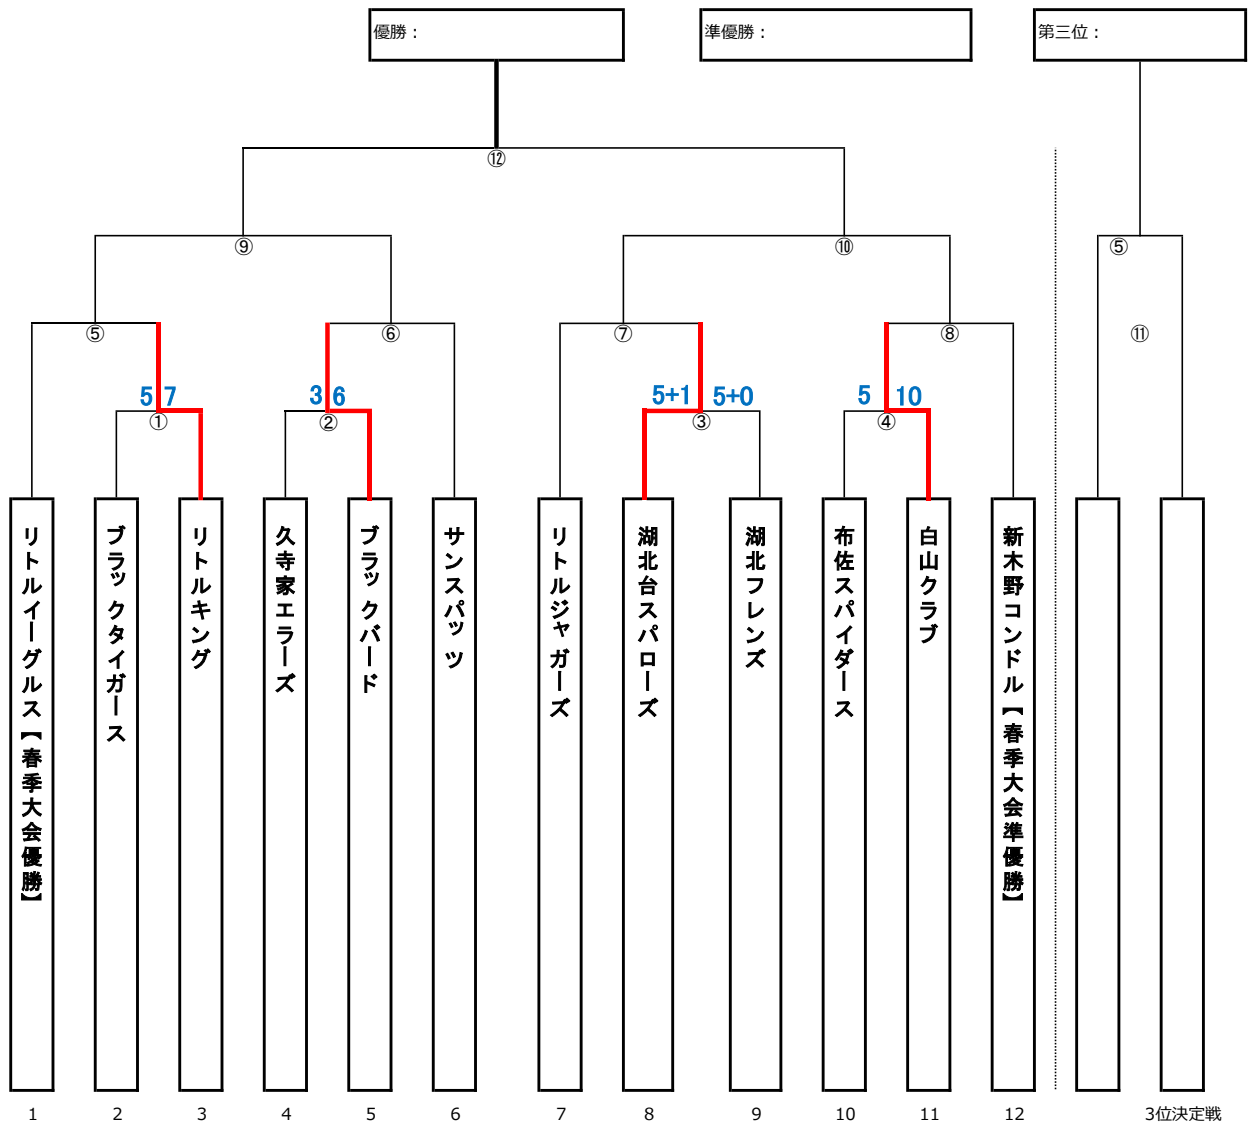 優勝：
準優勝：
第三位：
⑫
⑨
⑩
⑤
⑤
⑥
⑦
⑧
⑪
5 7
3 6
5+1 5+0
5 10
①
②
③
④
リトルイーグルス【春季大会優勝】
ブラックタイガース
リトルキング
久寺家エラーズ
ブラックバード
サンスパッツ
リトルジャガーズ
湖北台スパローズ
湖北フレンズ
布佐スパイダース
白山クラブ
新木野コンドル【春季大会準優勝】
1 2 3 4 5 6 7 8 9 10 11 12 3位決定戦